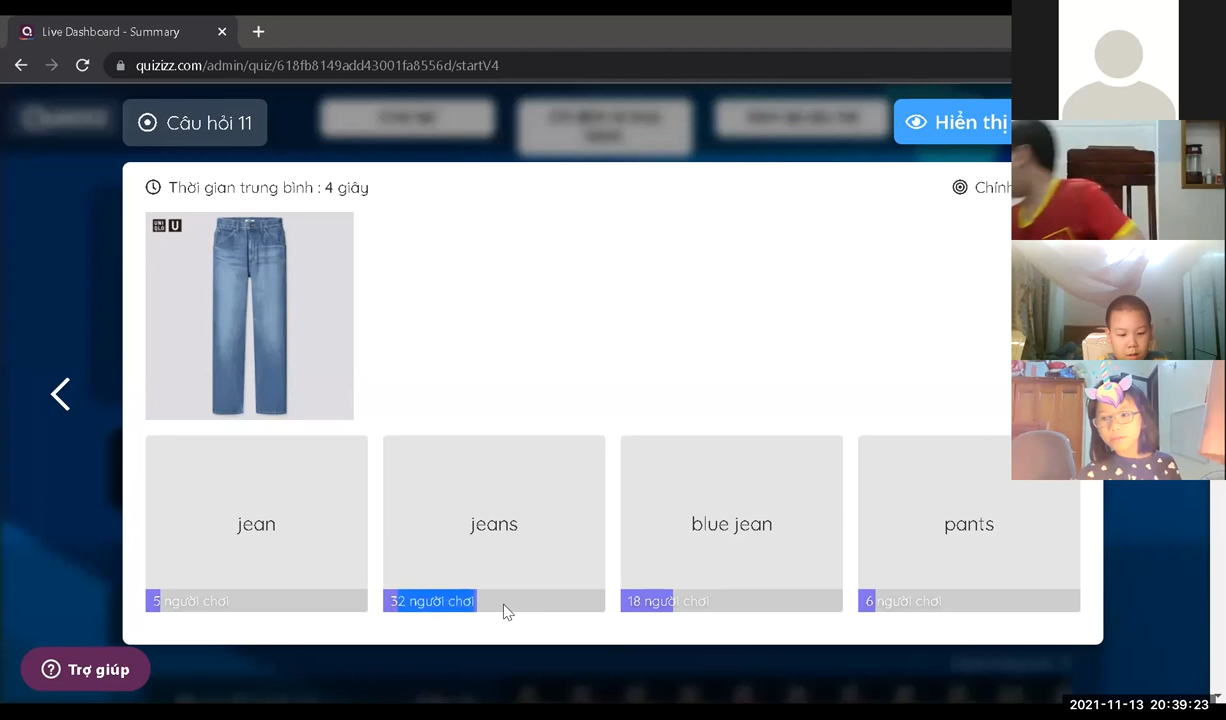 Live Dashboard - Summary
quizizz.com/admin/quiz/618fb8149add43001fa8556d/startV4
Câu hỏi 11
Hiển thị
Thời gian trung bình : 4 giây
Chính
UNI QLO U
jean
jeans
blue jean
pants
5 người chơi
32 người chơi
18 người chơi
6 người chơi
Trợ giúp
2021-11-13 20:39:23